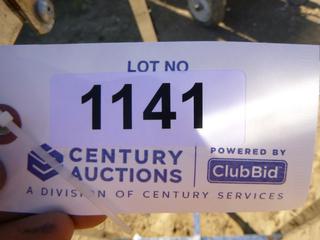 LOT NO
1141
CENTURY
AUCTIONS
POWERED BY
ClubBid
A DIVISION OF CENTURY SERVICES